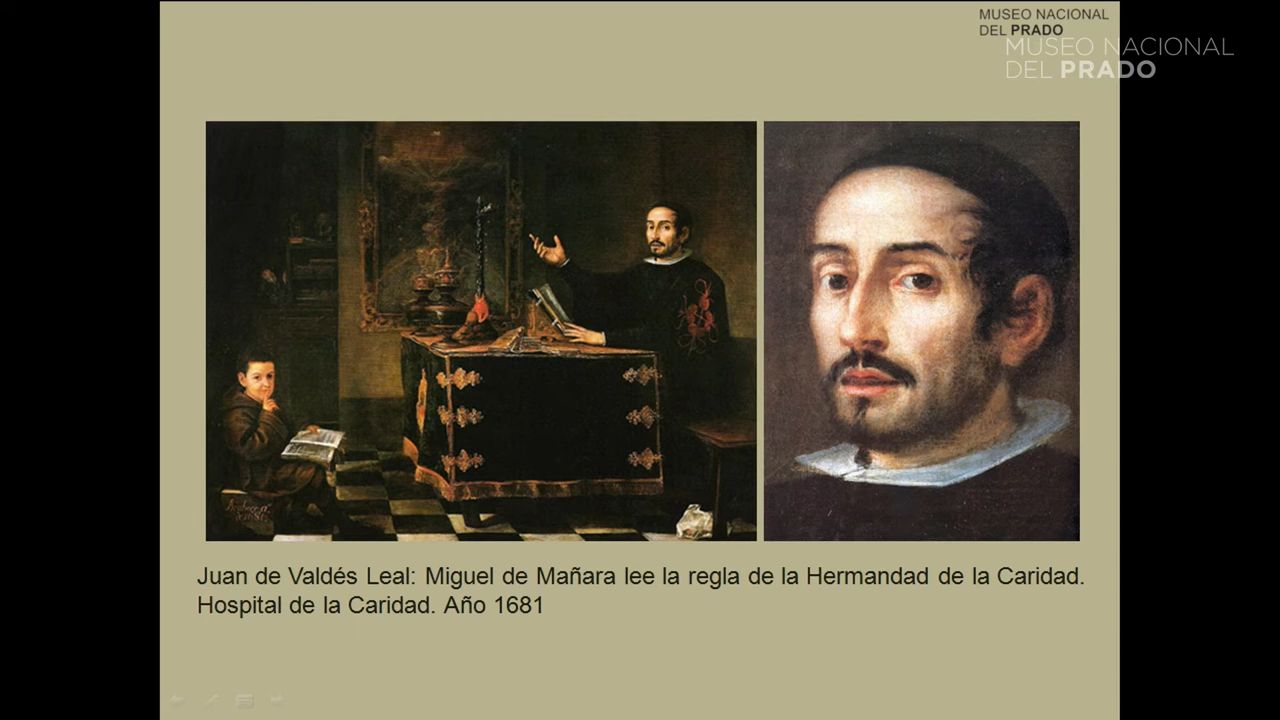 MUSEO NACIONAL
DEL PRADO
MUSEO NACIONAL
DEL PRADO
Juan de Valdés Leal: Miguel de Mañara lee la regla de la Hermandad de la Caridad.
Hospital de la Caridad. Año 1681